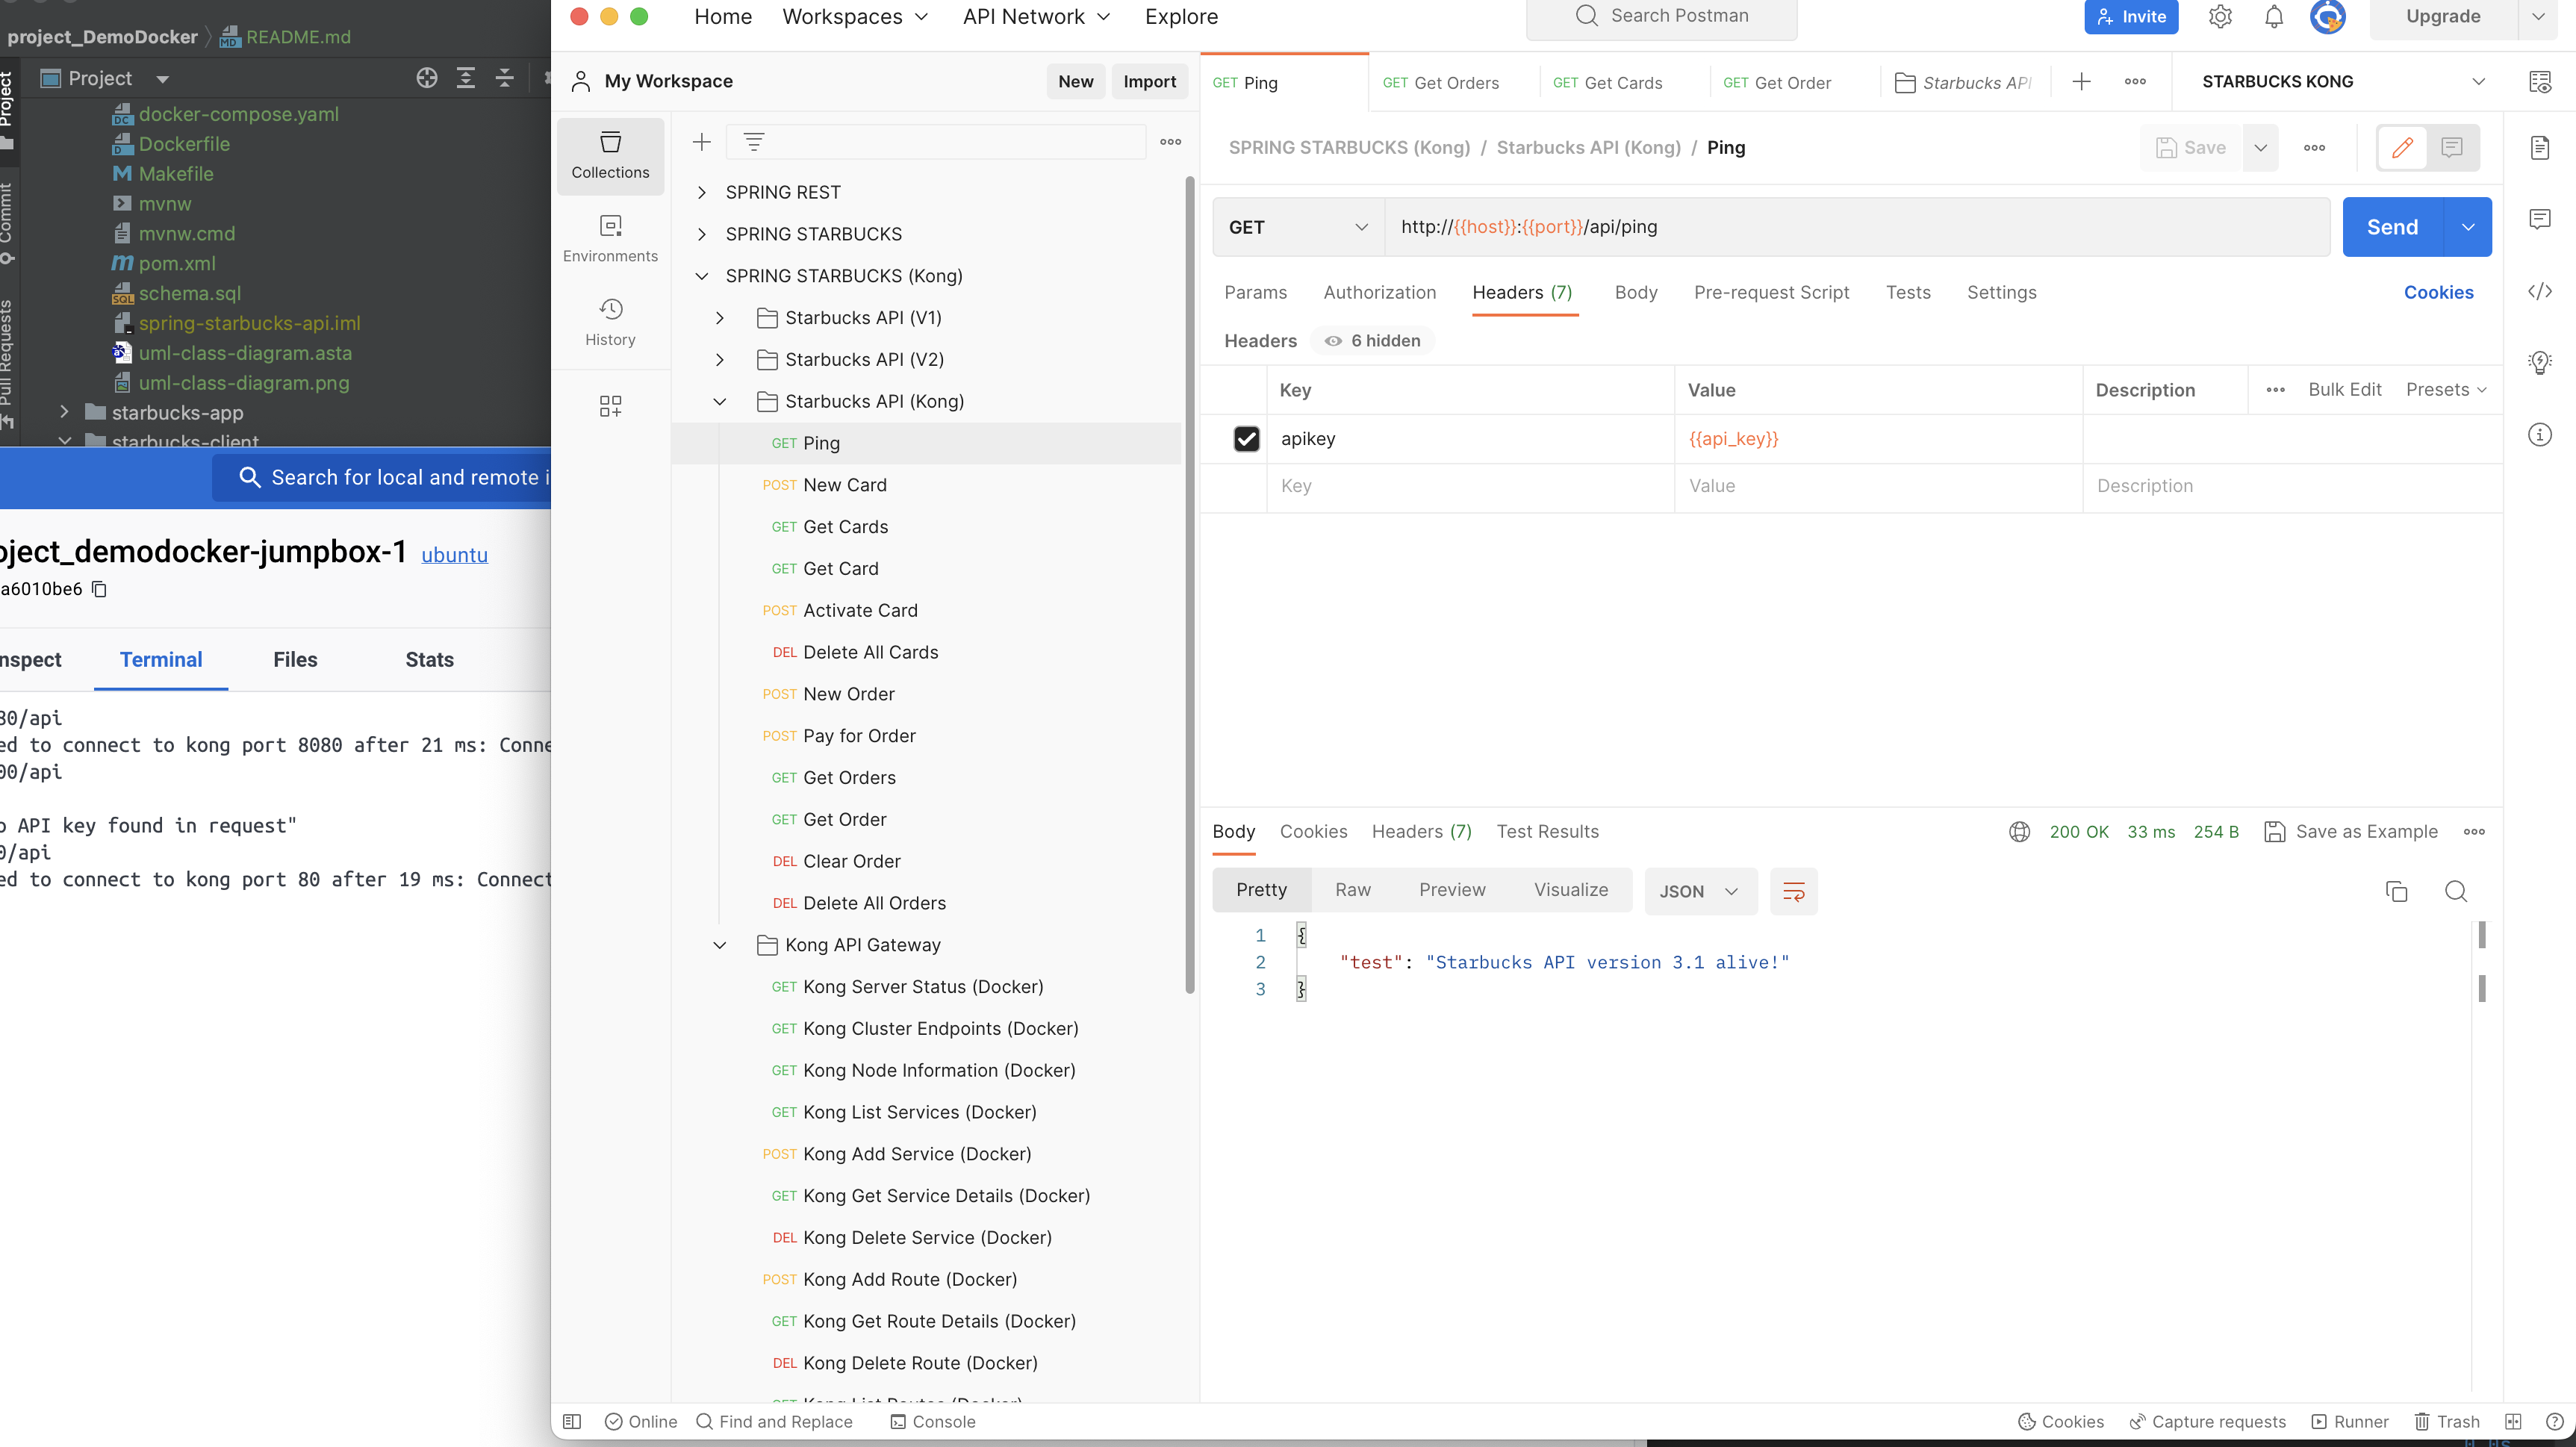 project_DemoDocker
README.md
Project
docker-compose.yaml
Dockerfile
Makefile
mvnw
mvnw.cmd
pom.xml
schema.sql
spring-starbucks-api.iml
uml-class-diagram.asta
uml-class-diagram.png
starbucks-app
starbucks-client
Project
Commit
Pull Requests
Search for local and remote i
oject_demodocker-jumpbox-1 ubuntu
a6010be6
nspect Terminal Files Stats
80/api
ed to connect to kong port 8080 after 21 ms: Conne
00/api
o API key found in request"
0/api
ed to connect to kong port 80 after 19 ms: Connect
Home Workspaces API Network Explore
Search Postman
Invite
Upgrade
My Workspace
New Import
Collections
Environments
History
SPRING REST
SPRING STARBUCKS
SPRING STARBUCKS (Kong)
Starbucks API (V1)
Starbucks API (V2)
Starbucks API (Kong)
GET Ping
POST New Card
GET Get Cards
GET Get Card
POST Activate Card
DEL Delete All Cards
POST New Order
POST Pay for Order
GET Get Orders
GET Get Order
DEL Clear Order
DEL Delete All Orders
Kong API Gateway
GET Kong Server Status (Docker)
GET Kong Cluster Endpoints (Docker)
GET Kong Node Information (Docker)
GET Kong List Services (Docker)
POST Kong Add Service (Docker)
GET Kong Get Service Details (Docker)
DEL Kong Delete Service (Docker)
POST Kong Add Route (Docker)
GET Kong Get Route Details (Docker)
DEL Kong Delete Route (Docker)
GET Ping GET Get Orders GET Get Cards GET Get Order Starbucks API
STARBUCKS KONG
SPRING STARBUCKS (Kong) / Starbucks API (Kong) / Ping
Save
GET http://{{host}}:{{port}}/api/ping Send
Params Authorization Headers (7) Body Pre-request Script Tests Settings Cookies
Headers 6 hidden
Key Value Description Bulk Edit Presets
apikey {{api_key}}
Key Value Description
Body Cookies Headers (7) Test Results 200 OK 33 ms 254 B Save as Example
Pretty Raw Preview Visualize JSON
1 {
2 "test": "Starbucks API version 3.1 alive!"
3 }
Online Find and Replace Console
Cookies Capture requests Runner Trash